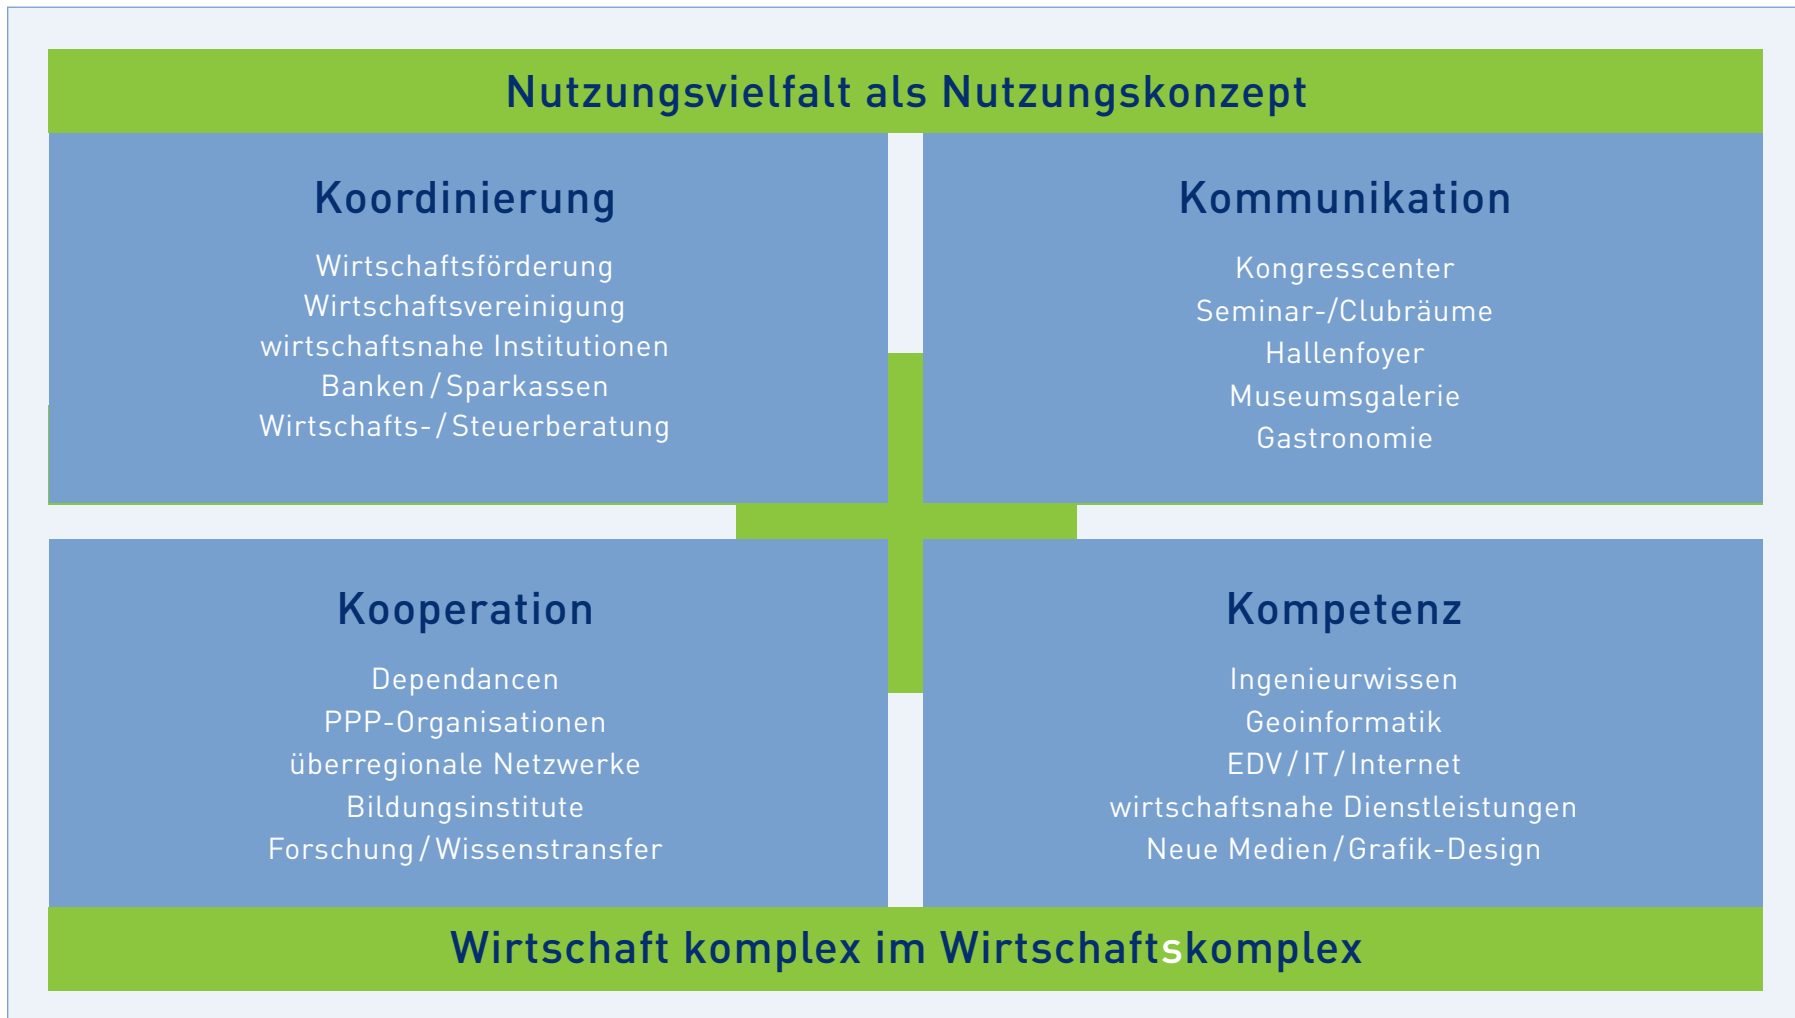 Nutzungsvielfalt als Nutzungskonzept
Koordinierung
Wirtschaftsförderung
Wirtschaftsvereinigung
wirtschaftsnahe Institutionen
Banken / Sparkassen
Wirtschafts- / Steuerberatung
Kommunikation
Kongresscenter
Seminar-/Clubräume
Hallenfoyer
Museumsgalerie
Gastronomie
Kooperation
Dependancen
PPP-Organisationen
überregionale Netzwerke
Bildungsinstitute
Forschung / Wissenstransfer
Kompetenz
Ingenieurwissen
Geoinformatik
EDV / IT / Internet
wirtschaftsnahe Dienstleistungen
Neue Medien / Grafik-Design
Wirtschaft komplex im Wirtschaftskomplex